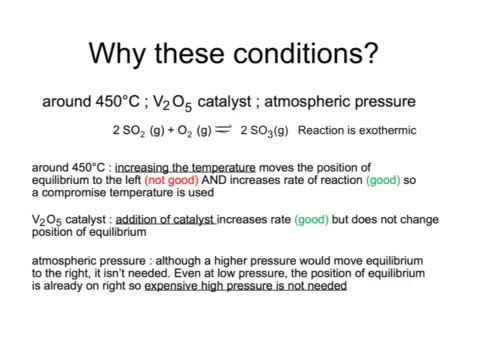 Why these conditions?
around 450°C ; V₂O₅ catalyst ; atmospheric pressure
2 SO₂ (g) + O₂ (g) ⇌ 2 SO₃(g) Reaction is exothermic
around 450°C : increasing the temperature moves the position of
equilibrium to the left (not good) AND increases rate of reaction (good) so
a compromise temperature is used
V₂O₅ catalyst : addition of catalyst increases rate (good) but does not change
position of equilibrium
atmospheric pressure : although a higher pressure would move equilibrium
to the right, it isn't needed. Even at low pressure, the position of equilibrium
is already on right so expensive high pressure is not needed